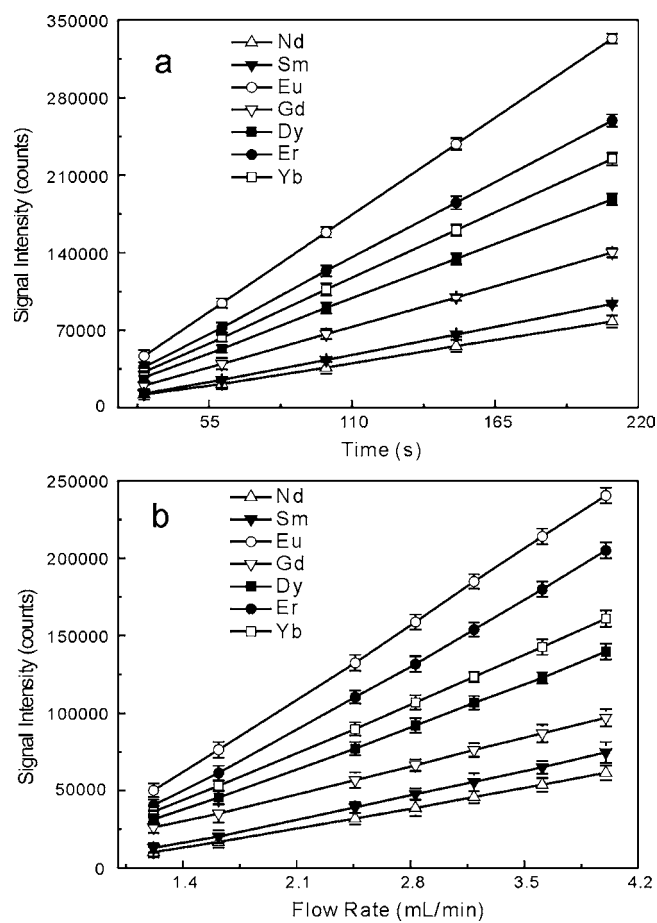 350000
280000
210000
140000
70000
0
Signal Intensity (counts)
a
Nd
Sm
Eu
Gd
Dy
Er
Yb
55
110
165
220
Time (s)
250000
200000
150000
100000
50000
0
Signal Intensity (counts)
b
Nd
Sm
Eu
Gd
Dy
Er
Yb
1.4
2.1
2.8
3.5
4.2
Flow Rate (mL/min)